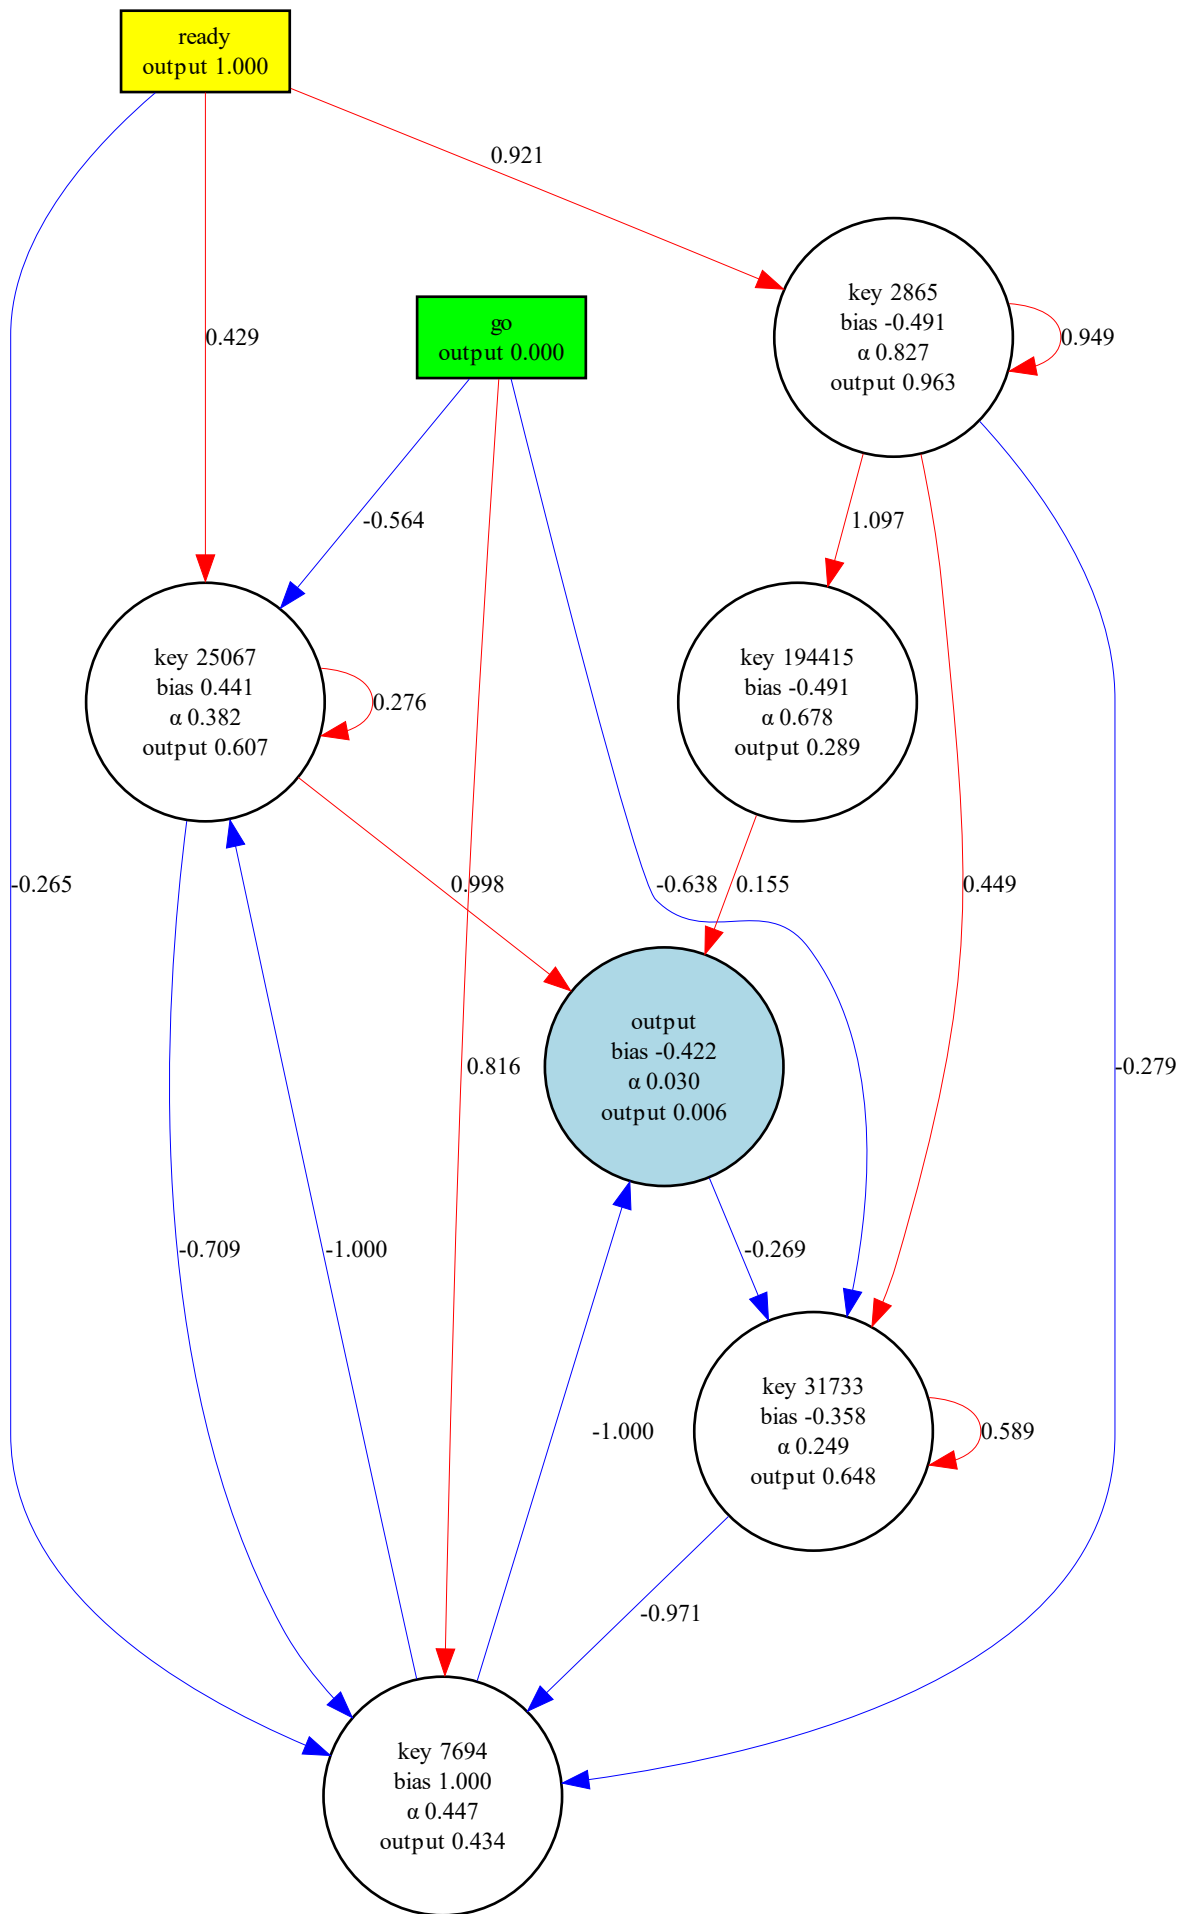 ready
output 1.000
0.921
key 2865
bias -0.491
α 0.827
output 0.963
0.949
go
output 0.000
0.429
-0.564
1.097
key 25067
bias 0.441
α 0.382
output 0.607
0.276
key 194415
bias -0.491
α 0.678
output 0.289
-0.265
0.998
-0.638
0.155
0.449
output
bias -0.422
α 0.030
output 0.006
0.816
-0.279
-0.709
-1.000
-0.269
key 31733
bias -0.358
α 0.249
output 0.648
-1.000
0.589
-0.971
key 7694
bias 1.000
α 0.447
output 0.434